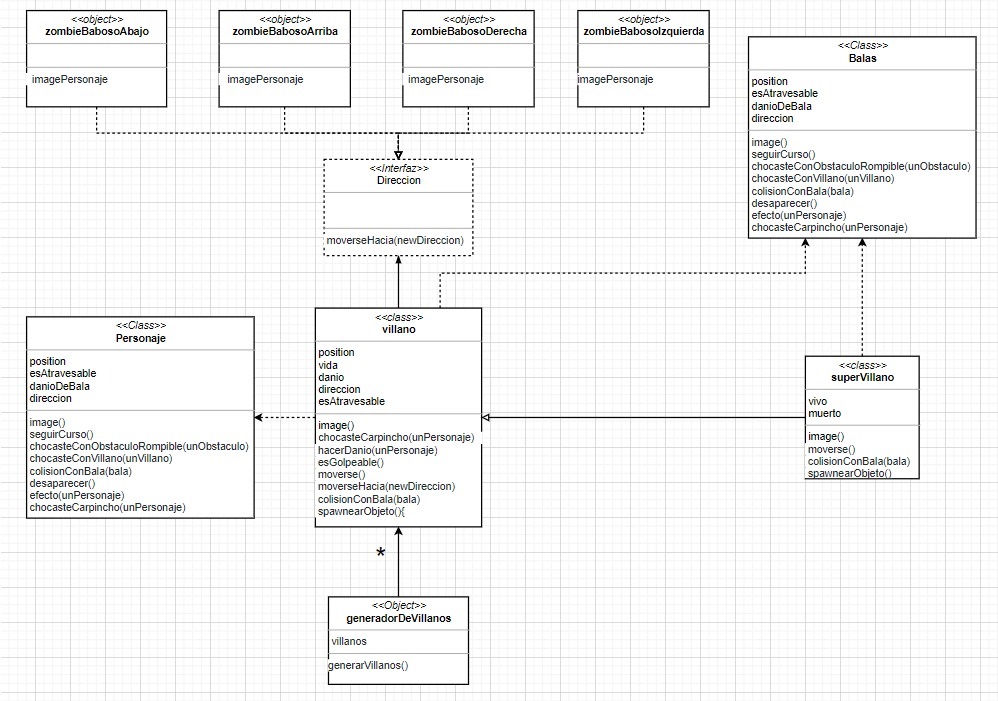 <<object>>
zombieBabosoAbajo
imagePersonaje
<<object>>
zombieBabosoArriba
imagePersonaje
<<object>>
zombieBabosoDerecha
imagePersonaje
<<object>>
zombieBabosoIzquierda
imagePersonaje
<<Class>>
Balas
position
esAtravesable
danioDeBala
direccion
image()
seguirCurso()
chocasteConObstaculoRompible(unObstaculo)
chocasteConVillano(unVillano)
colisionConBala(bala)
desaparecer()
efecto(unPersonaje)
chocasteCarpincho(unPersonaje)
<<Interfaz>>
Direccion
moverseHacia(newDireccion)
<<Class>>
Personaje
position
esAtravesable
danioDeBala
direccion
image()
seguirCurso()
chocasteConObstaculoRompible(unObstaculo)
chocasteConVillano(unVillano)
colisionConBala(bala)
desaparecer()
efecto(unPersonaje)
chocasteCarpincho(unPersonaje)
<<class>>
villano
position
vida
danio
direccion
esAtravesable
image()
chocasteCarpincho(unPersonaje)
hacerDanio(unPersonaje)
esGolpeable()
moverse()
moverseHacia(newDireccion)
colisionConBala(bala)
spawnearObjeto(){
<<class>>
superVillano
vivo
muerto
image()
moverse()
colisionConBala(bala)
spawnearObjeto()
*
<<Object>>
generadorDeVillanos
villanos
generarVillanos()